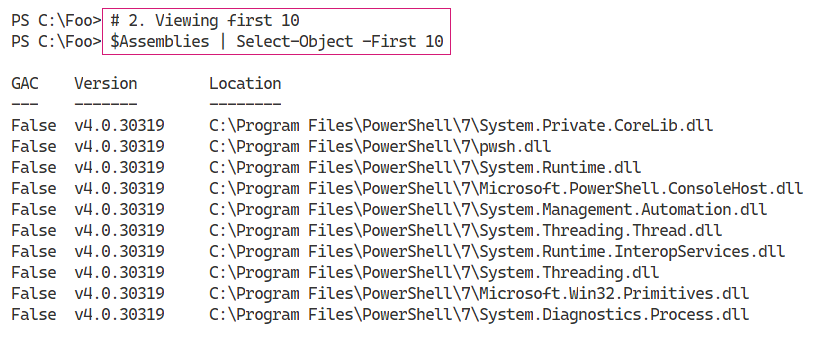 PS C:\Foo> # 2. Viewing first 10
PS C:\Foo> $Assemblies | Select-Object -First 10
GAC    Version        Location
---    -------        --------
False  v4.0.30319     C:\Program Files\PowerShell\7\System.Private.CoreLib.dll
False  v4.0.30319     C:\Program Files\PowerShell\7\pwsh.dll
False  v4.0.30319     C:\Program Files\PowerShell\7\System.Runtime.dll
False  v4.0.30319     C:\Program Files\PowerShell\7\Microsoft.PowerShell.ConsoleHost.dll
False  v4.0.30319     C:\Program Files\PowerShell\7\System.Management.Automation.dll
False  v4.0.30319     C:\Program Files\PowerShell\7\System.Threading.Thread.dll
False  v4.0.30319     C:\Program Files\PowerShell\7\System.Runtime.InteropServices.dll
False  v4.0.30319     C:\Program Files\PowerShell\7\System.Threading.dll
False  v4.0.30319     C:\Program Files\PowerShell\7\Microsoft.Win32.Primitives.dll
False  v4.0.30319     C:\Program Files\PowerShell\7\System.Diagnostics.Process.dll